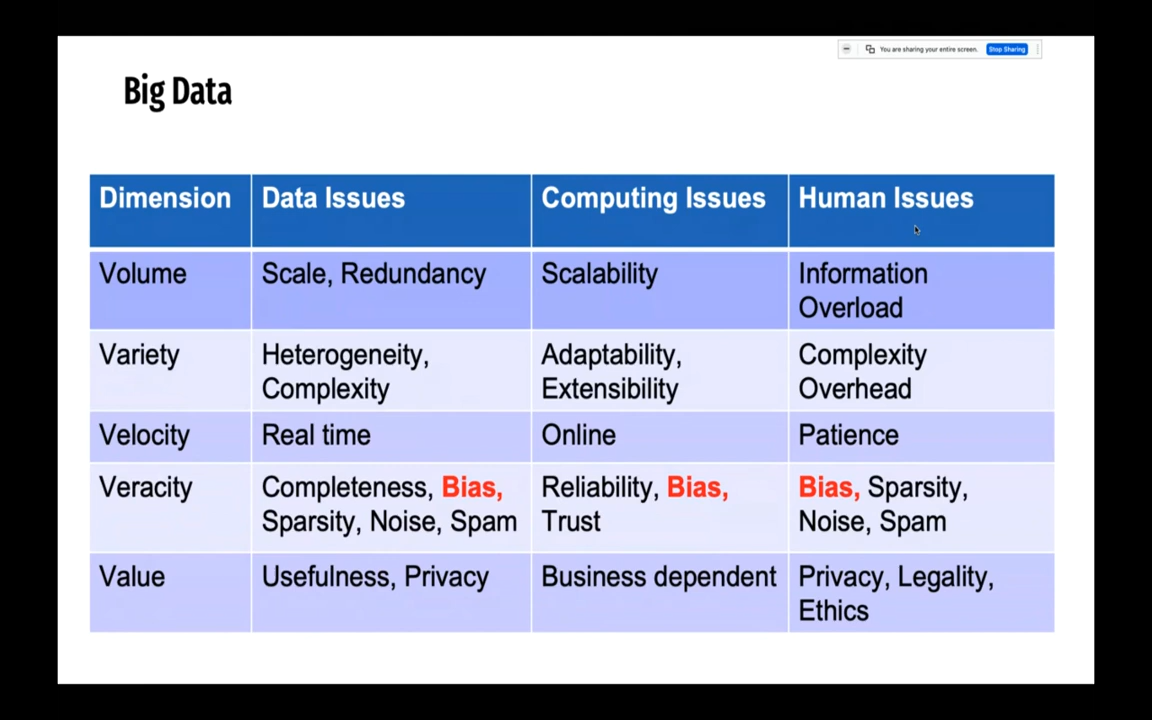 You are sharing your entire screen. Stop Sharing
Big Data
Dimension Data Issues Computing Issues Human Issues
Volume Scale, Redundancy Scalability Information
Overload
Variety Heterogeneity, Adaptability, Complexity
Complexity Extensibility Overhead
Velocity Real time Online Patience
Veracity Completeness, Bias, Reliability, Bias, Bias, Sparsity,
Sparsity, Noise, Spam Trust Noise, Spam
Value Usefulness, Privacy Business dependent Privacy, Legality,
Ethics